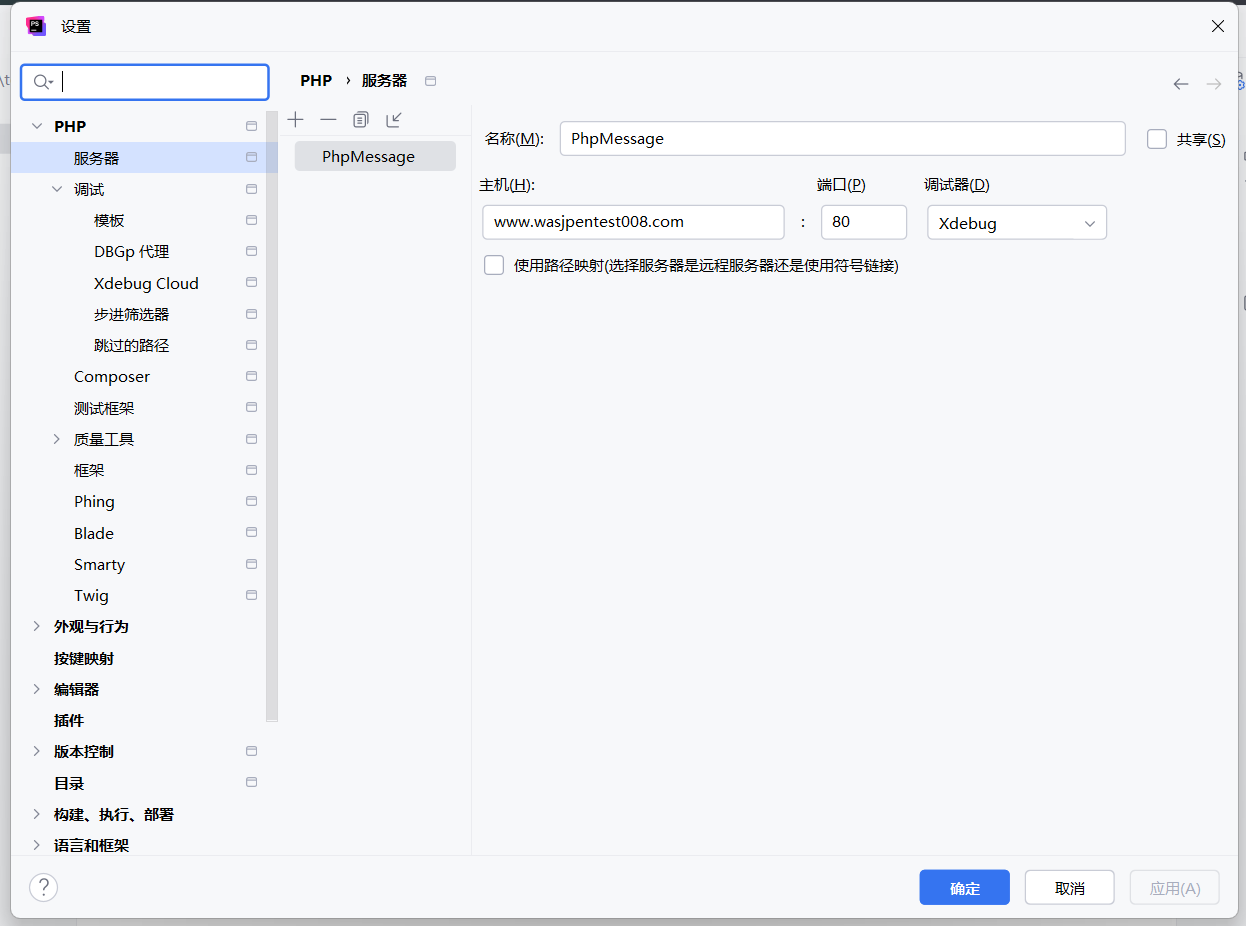 设置
PHP › 服务器
PHP
服务器
调试
模板
DBGp 代理
Xdebug Cloud
步进筛选器
跳过的路径
Composer
测试框架
质量工具
框架
Phing
Blade
Smarty
Twig
外观与行为
按键映射
编辑器
插件
版本控制
目录
构建、执行、部署
语言和框架
PhpMessage
名称(M): PhpMessage 共享(S)
主机(H): 端口(P) 调试器(D)
www.wasjpentest008.com : 80 Xdebug
使用路径映射(选择服务器是远程服务器还是使用符号链接)
? 确定 取消 应用(A)